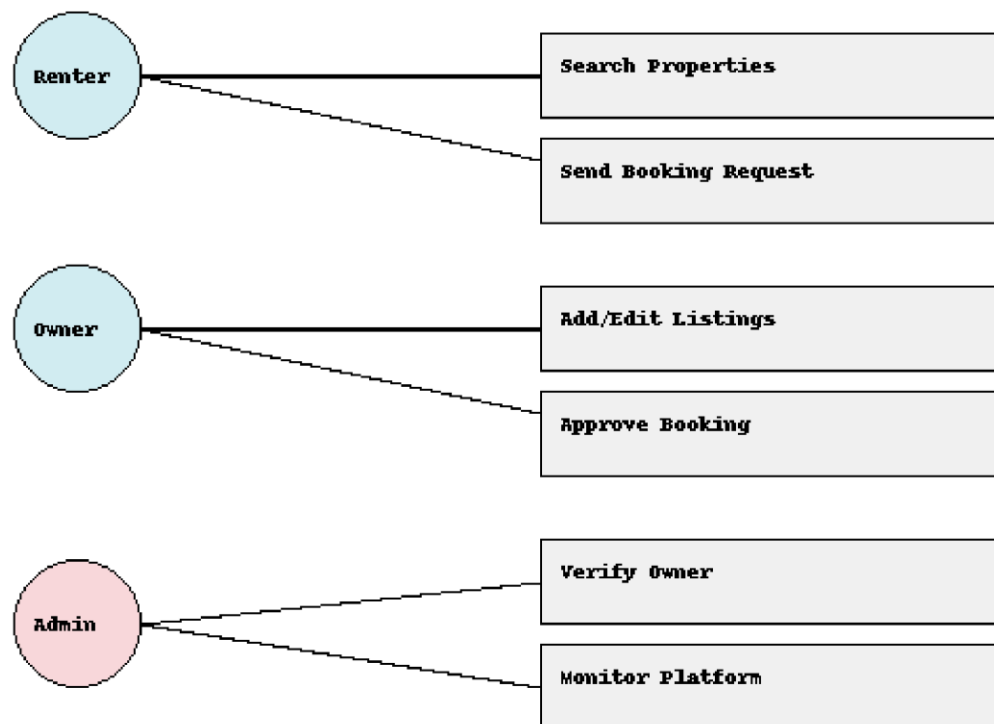 Renter
Search Properties
Send Booking Request
Owner
Add/Edit Listings
Approve Booking
Verify Owner
Admin
Monitor Platform